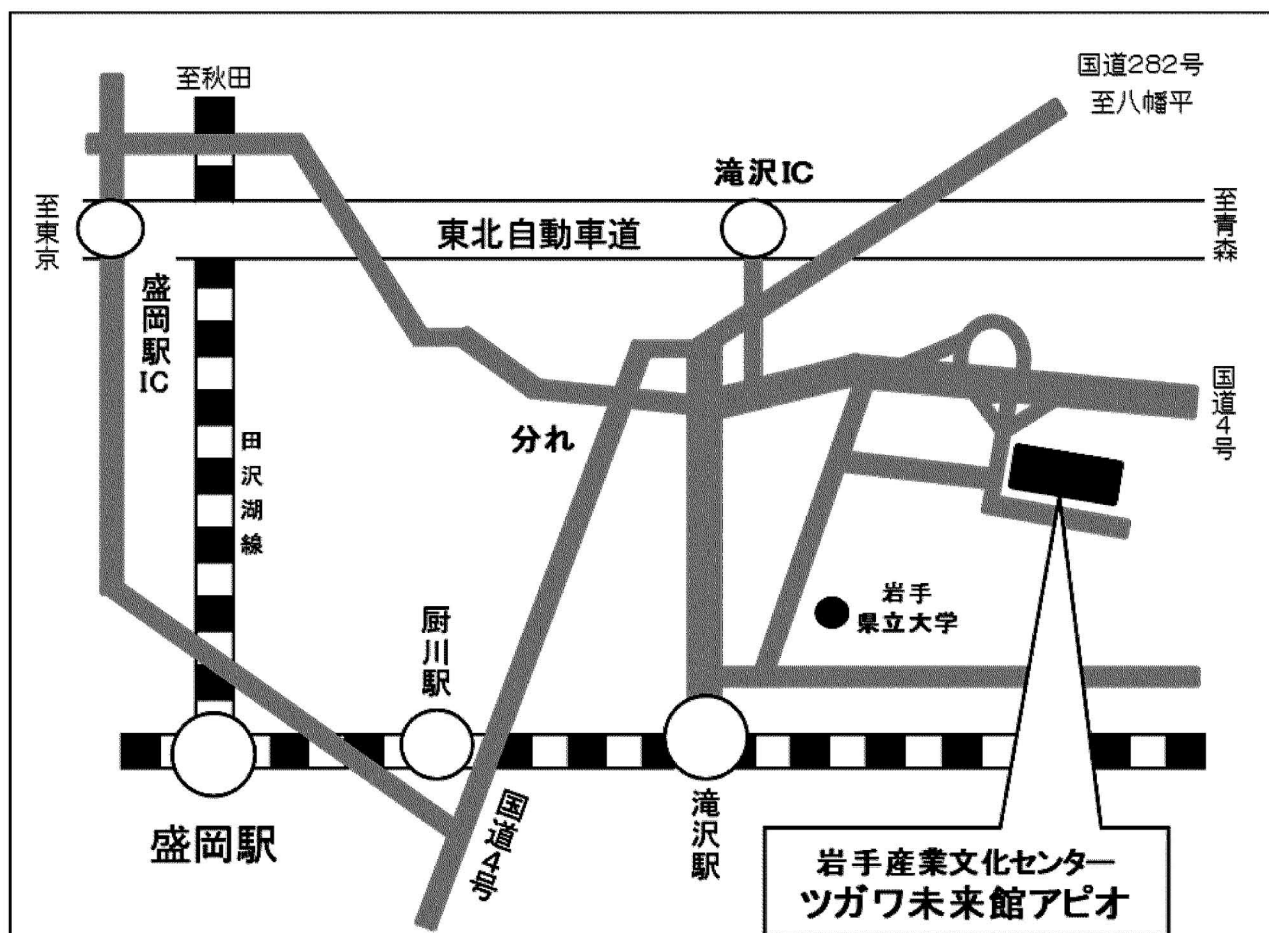 至秋田
国道282号
至八幡平
滝沢IC
至東京
東北自動車道
至青森
盛岡駅IC
国道4号
分れ
田沢湖線
岩手
県立大学
厨川駅
滝沢駅
国道4号
盛岡駅
岩手産業文化センター
ツガワ未来館アピオ